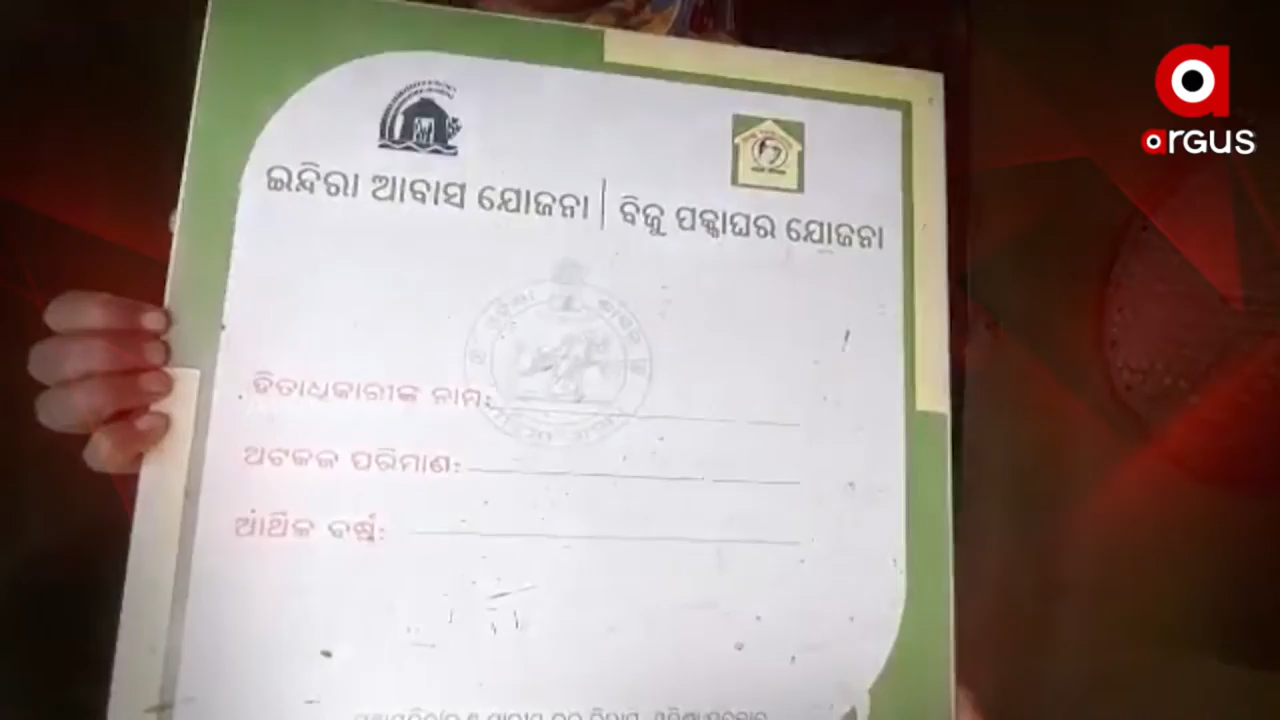 argus
ଇନ୍ଦିରା ଆବାସ ଯୋଜନା | ବିଜୁ ପକ୍କାଘର ଯୋଜନା
ହିତାଧିକାରୀଙ୍କ ନାମ:
ଅଟକଳ ପରିମାଣ:
ଆର୍ଥିକ ବର୍ଷ: